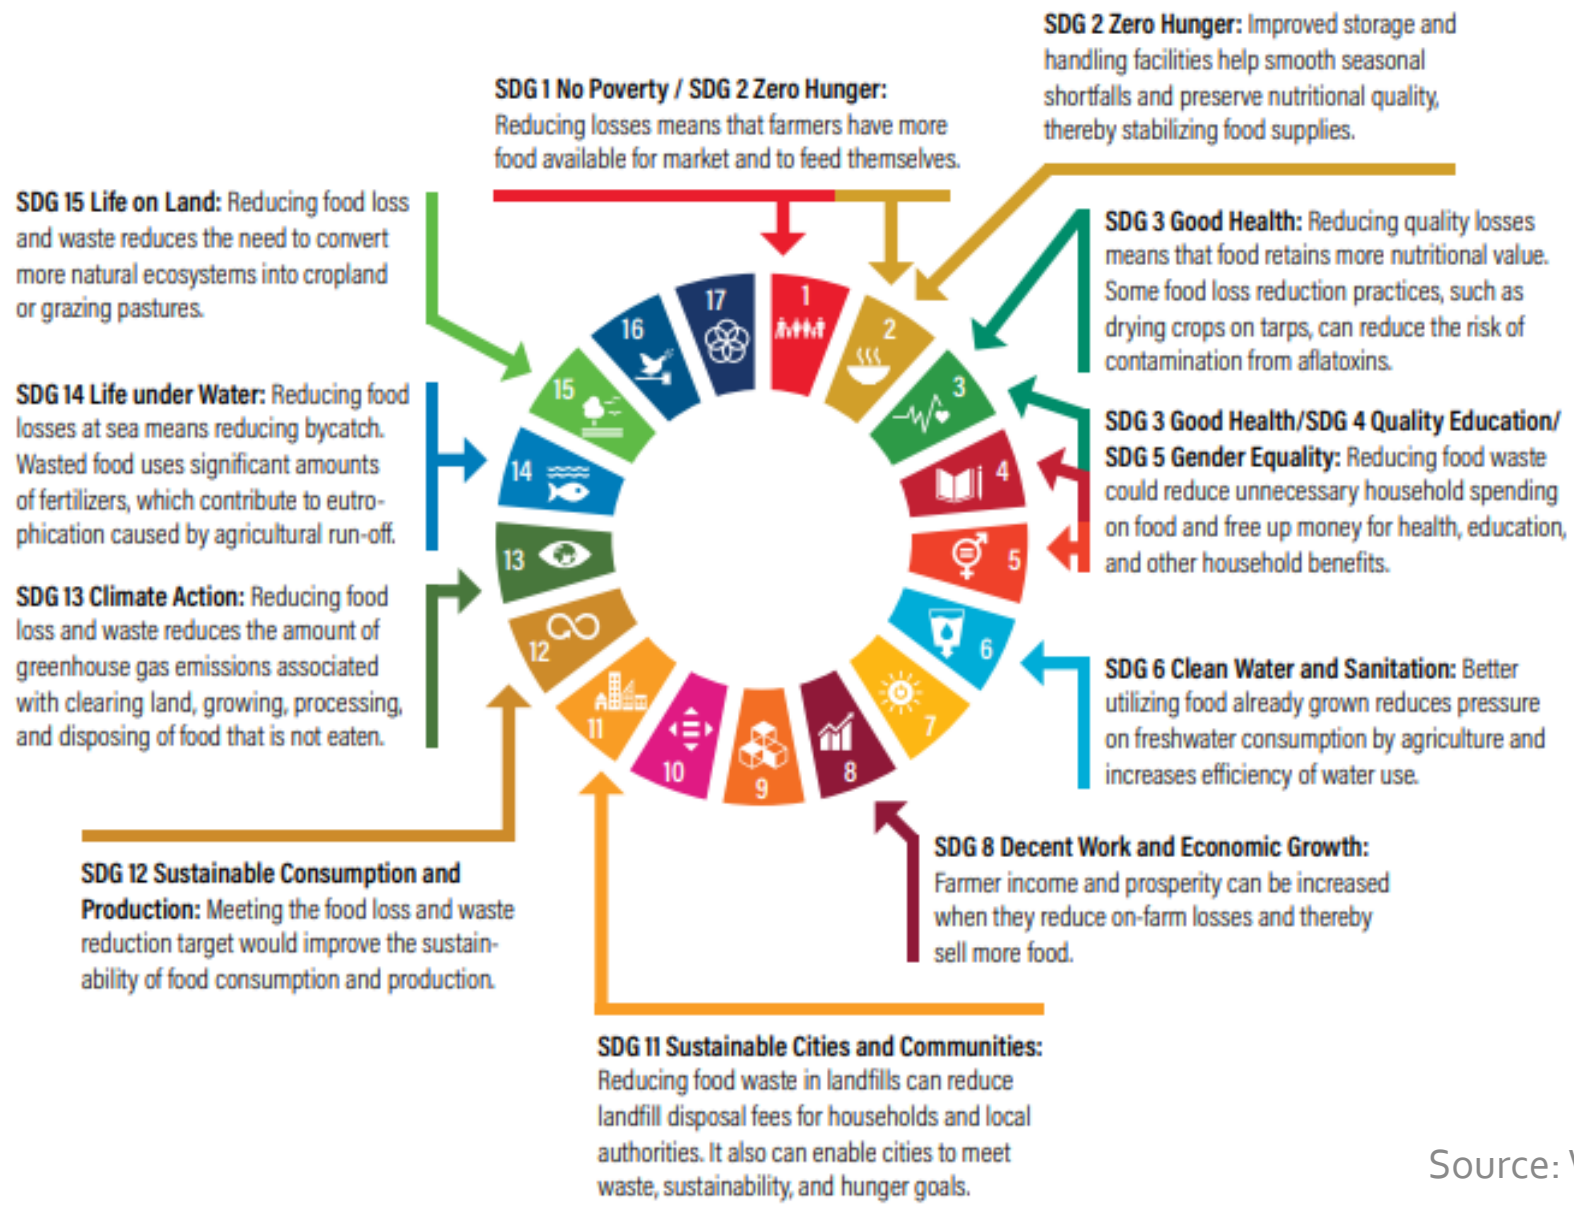 SDG 1 No Poverty / SDG 2 Zero Hunger:
Reducing losses means that farmers have more
food available for market and to feed themselves.
SDG 2 Zero Hunger: Improved storage and
handling facilities help smooth seasonal
shortfalls and preserve nutritional quality,
thereby stabilizing food supplies.
SDG 3 Good Health: Reducing quality losses
means that food retains more nutritional value.
Some food loss reduction practices, such as
drying crops on tarps, can reduce the risk of
contamination from aflatoxins.
SDG 3 Good Health/SDG 4 Quality Education/
SDG 5 Gender Equality: Reducing food waste
could reduce unnecessary household spending
on food and free up money for health, education,
and other household benefits.
SDG 6 Clean Water and Sanitation: Better
utilizing food already grown reduces pressure
on freshwater consumption by agriculture and
increases efficiency of water use.
SDG 8 Decent Work and Economic Growth:
Farmer income and prosperity can be increased
when they reduce on-farm losses and thereby
sell more food.
SDG 11 Sustainable Cities and Communities:
Reducing food waste in landfills can reduce
landfill disposal fees for households and local
authorities. It also can enable cities to meet
waste, sustainability, and hunger goals.
SDG 12 Sustainable Consumption and
Production: Meeting the food loss and waste
reduction target would improve the sustain-
ability of food consumption and production.
SDG 13 Climate Action: Reducing food
loss and waste reduces the amount of
greenhouse gas emissions associated
with clearing land, growing, processing,
and disposing of food that is not eaten.
SDG 14 Life under Water: Reducing food
losses at sea means reducing bycatch.
Wasted food uses significant amounts
of fertilizers, which contribute to eutro-
phication caused by agricultural run-off.
SDG 15 Life on Land: Reducing food loss
and waste reduces the need to convert
more natural ecosystems into cropland
or grazing pastures.
1
2
3
4
5
6
7
8
9
10
11
12
13
14
15
16
17
Source: